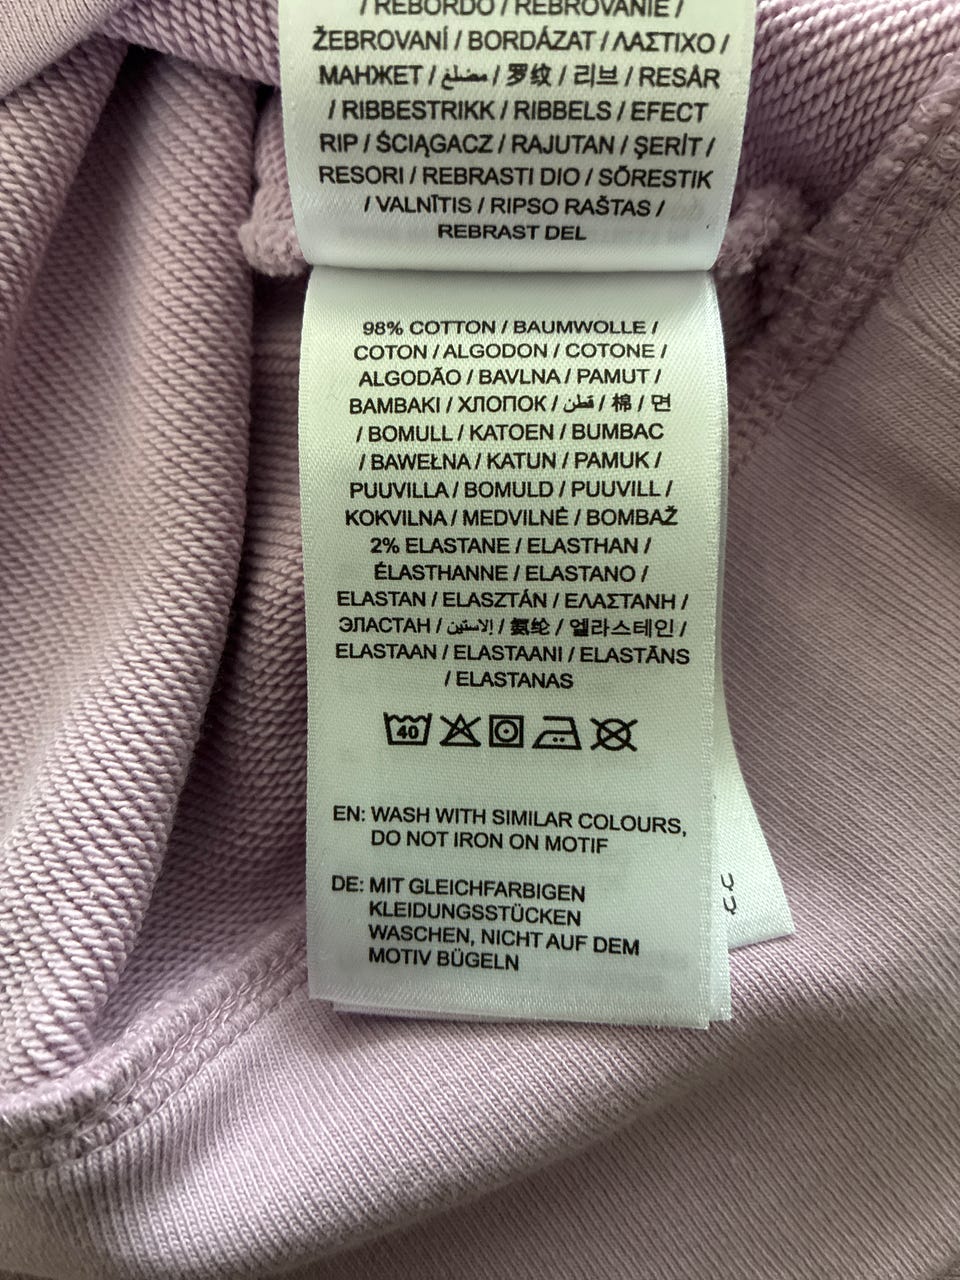 / REBORDO / REBROVANIE /
ŽEBROVANÍ / BORDÁZAT / ΛΑΣΤΙΧΟ /
МАНЖЕТ / مضلع / 罗纹 / 리브 / RESÅR
/ RIBBESTRIKK / RIBBELS / EFECT
RIP / ŚCIĄGACZ / RAJUTAN / ŞERİT /
RESORI / REBRASTI DIO / SÕRESTIK
/ VALNĪTIS / RIPSO RAŠTAS /
REBRAST DEL
98% COTTON / BAUMWOLLE /
COTON / ALGODON / COTONE /
ALGODÃO / BAVLNA / PAMUT /
BAMBAKI / ХЛОПОК / قطن / 棉 / 면
/ BOMULL / KATOEN / BUMBAC
/ BAWEŁNA / KATUN / PAMUK /
PUUVILLA / BOMULD / PUUVILL /
KOKVILNA / MEDVILNĖ / BOMBAŽ
2% ELASTANE / ELASTHAN /
ÉLASTHANNE / ELASTANO /
ELASTAN / ELASZTÁN / ΕΛΑΣΤΑΝΗ /
ЭЛАСТАН / الاستين / 氨纶 / 엘라스테인 /
ELASTAAN / ELASTAANI / ELASTĀNS
/ ELASTANAS
40
EN: WASH WITH SIMILAR COLOURS,
DO NOT IRON ON MOTIF
DE: MIT GLEICHFARBIGEN
KLEIDUNGSSTÜCKEN
WASCHEN, NICHT AUF DEM
MOTIV BÜGELN